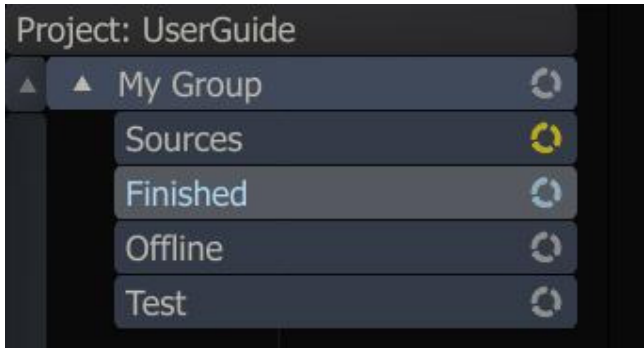 Project: UserGuide
My Group
Sources
Finished
Offline
Test